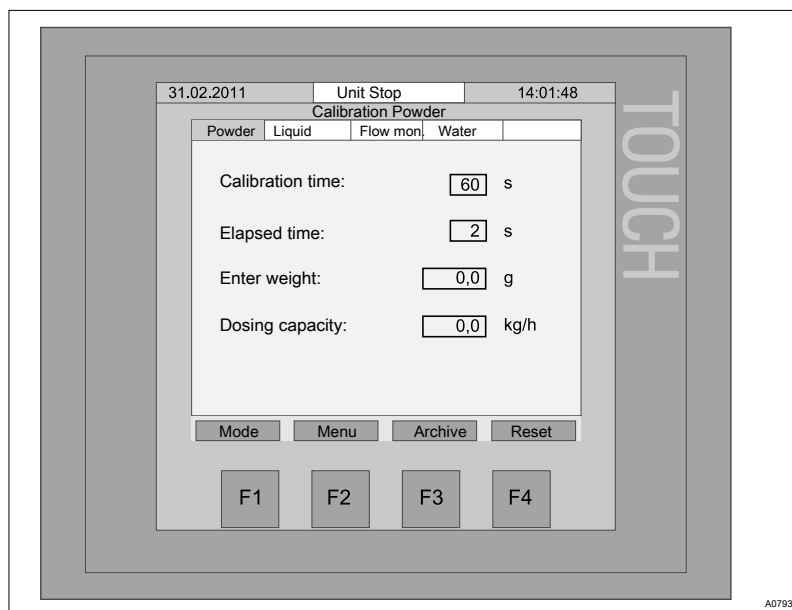 31.02.2011 Unit Stop 14:01:48
Calibration Powder
Powder Liquid Flow mon. Water
Calibration time: 60 s
Elapsed time: 2 s
Enter weight: 0,0 g
Dosing capacity: 0,0 kg/h
Mode Menu Archive Reset
F1 F2 F3 F4
TOUCH
A0793